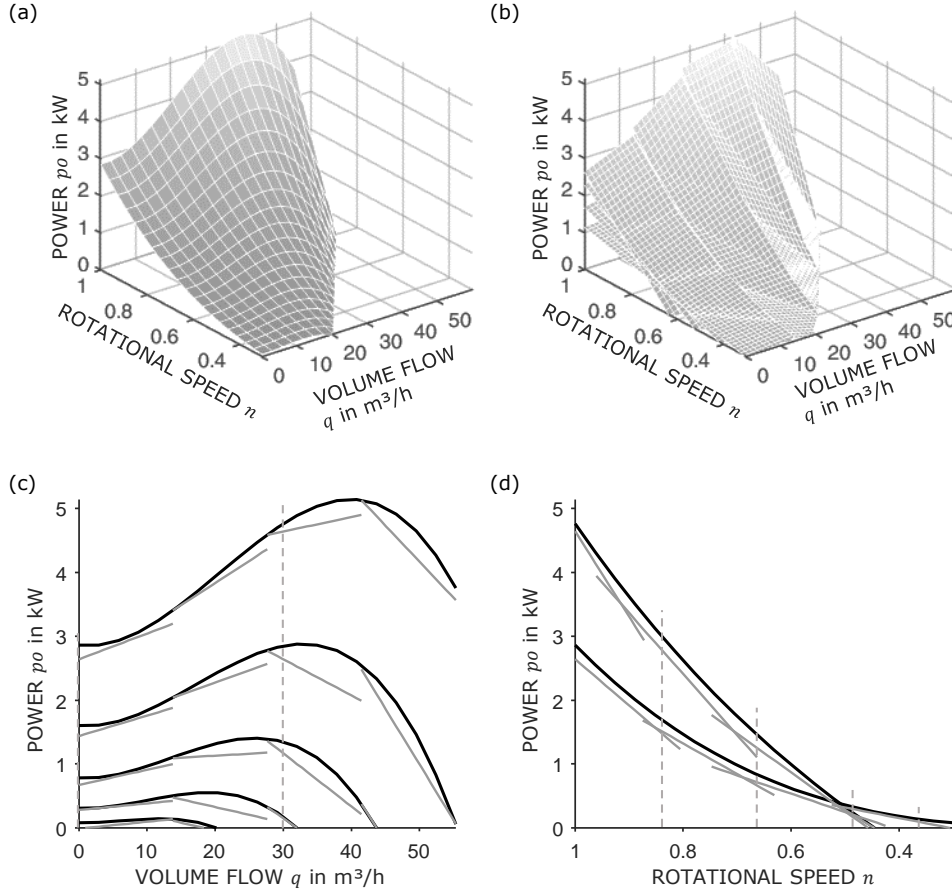 (a)
POWER po in kW
5
4
3
2
1
0
1
0.8
0.6
0.4
ROTATIONAL SPEED n
0
10
20
30
40
50
VOLUME FLOW
q in m³/h
(b)
POWER po in kW
5
4
3
2
1
0
1
0.8
0.6
0.4
ROTATIONAL SPEED n
0
10
20
30
40
50
VOLUME FLOW
q in m³/h
(c)
POWER po in kW
5
4
3
2
1
0
0 10 20 30 40 50
VOLUME FLOW q in m³/h
(d)
POWER po in kW
5
4
3
2
1
0
1 0.8 0.6 0.4
ROTATIONAL SPEED n